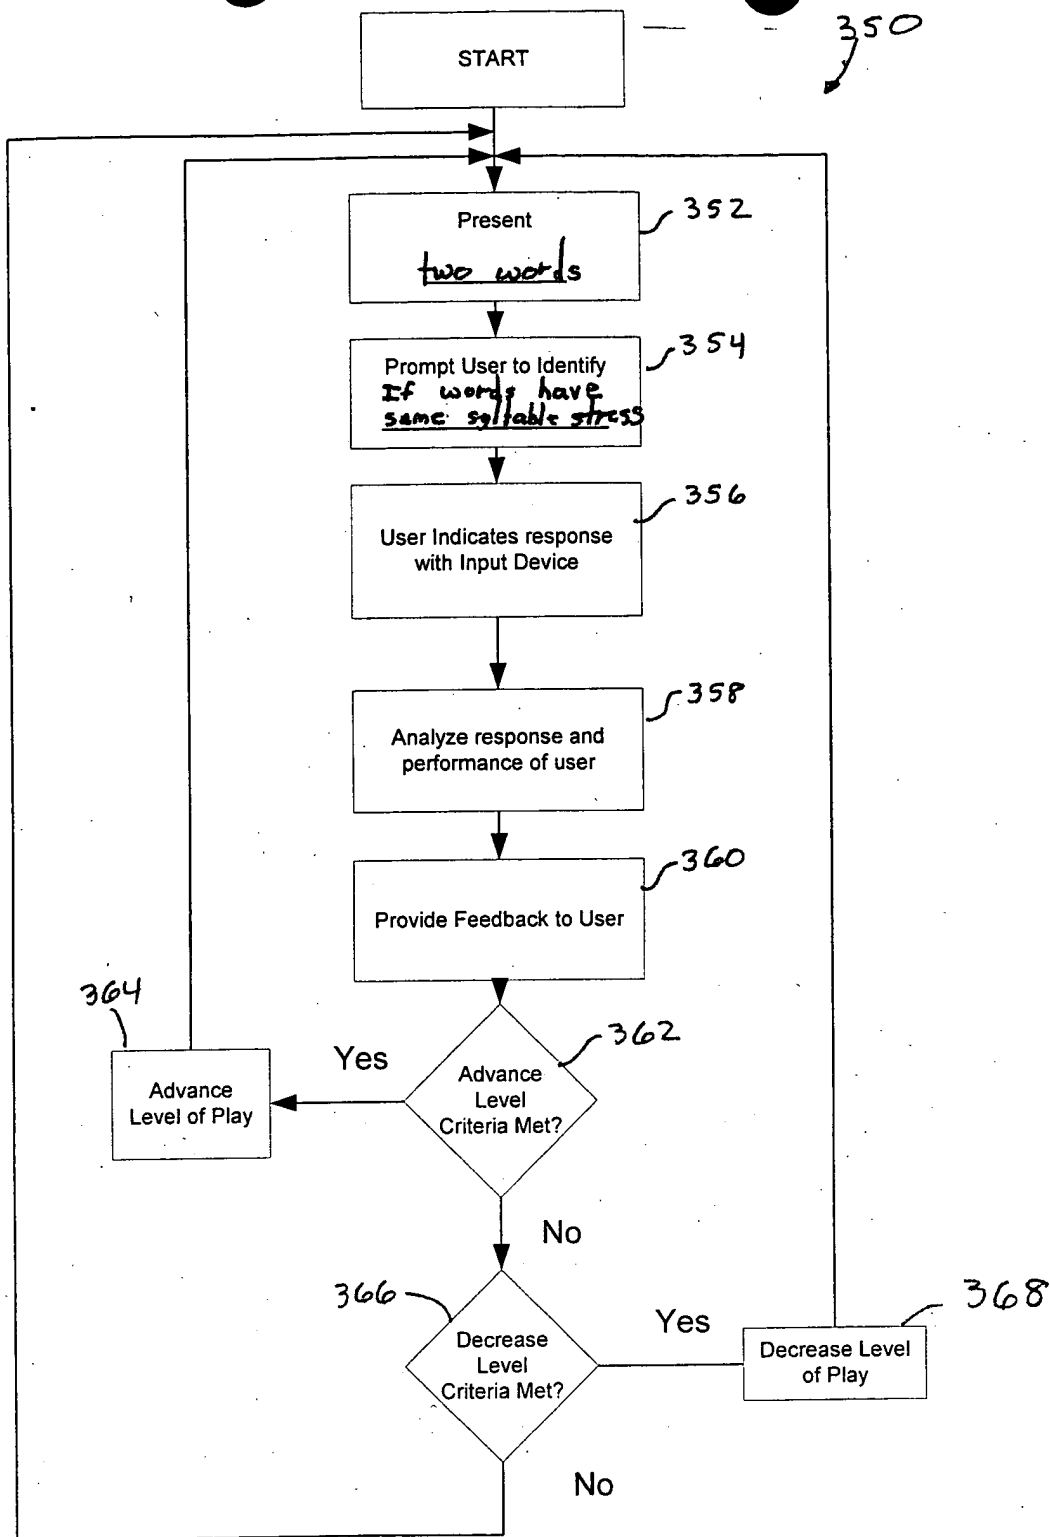 350
START
352
Present
two words
354
Prompt User to Identify
If words have
same syllable stress
356
User Indicates response
with Input Device
358
Analyze response and
performance of user
360
Provide Feedback to User
364
362
Yes
Advance
Level of Play
Advance
Level
Criteria Met?
No
366
368
Yes
Decrease
Level
Criteria Met?
Decrease Level
of Play
No